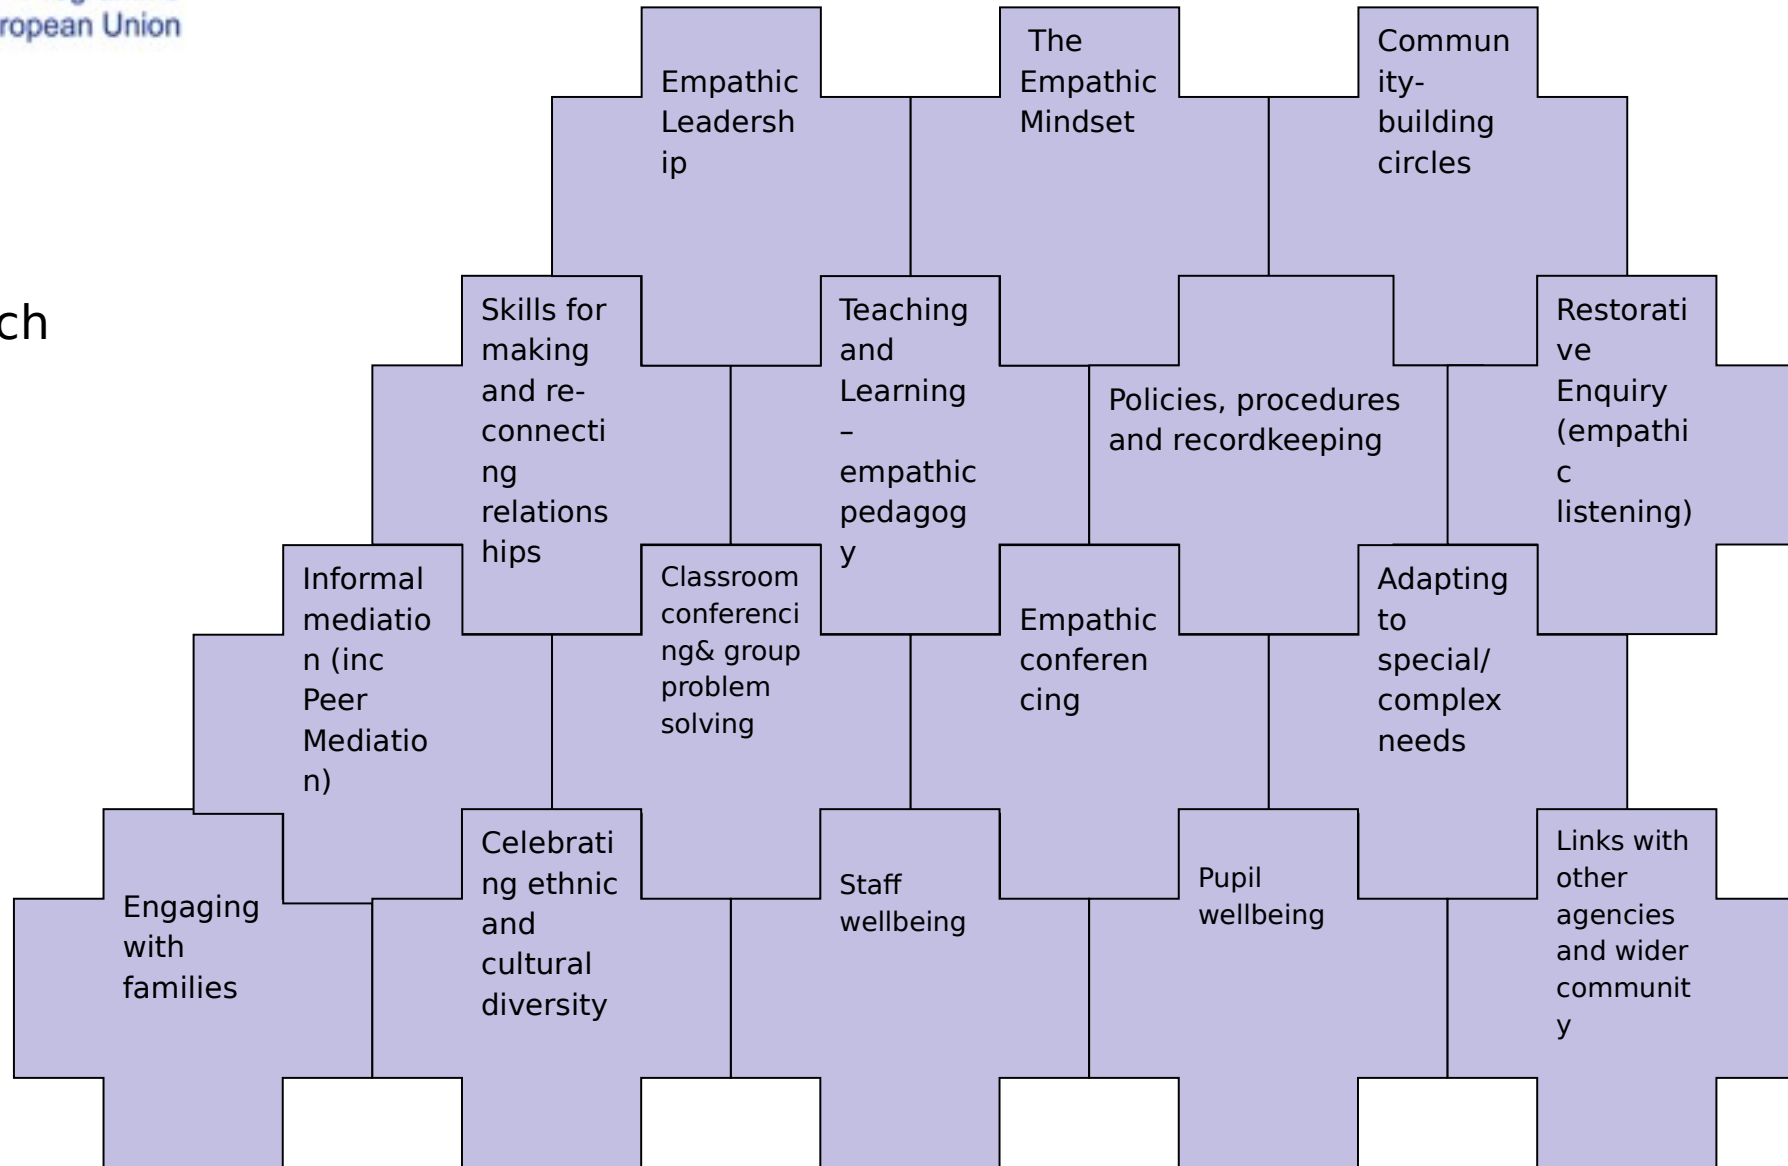 ropean Union
Empathic
Leadersh
ip
The
Empathic
Mindset
Commun
ity-
building
circles
ch
Skills for
making
and re-
connecti
ng
relations
hips
Teaching
and
Learning
–
empathic
pedagog
y
Policies, procedures
and recordkeeping
Restorati
ve
Enquiry
(empathi
c
listening)
Informal
mediatio
n (inc
Peer
Mediatio
n)
Classroom
conferenci
ng& group
problem
solving
Empathic
conferen
cing
Adapting
to
special/
complex
needs
Engaging
with
families
Celebrati
ng ethnic
and
cultural
diversity
Staff
wellbeing
Pupil
wellbeing
Links with
other
agencies
and wider
communit
y